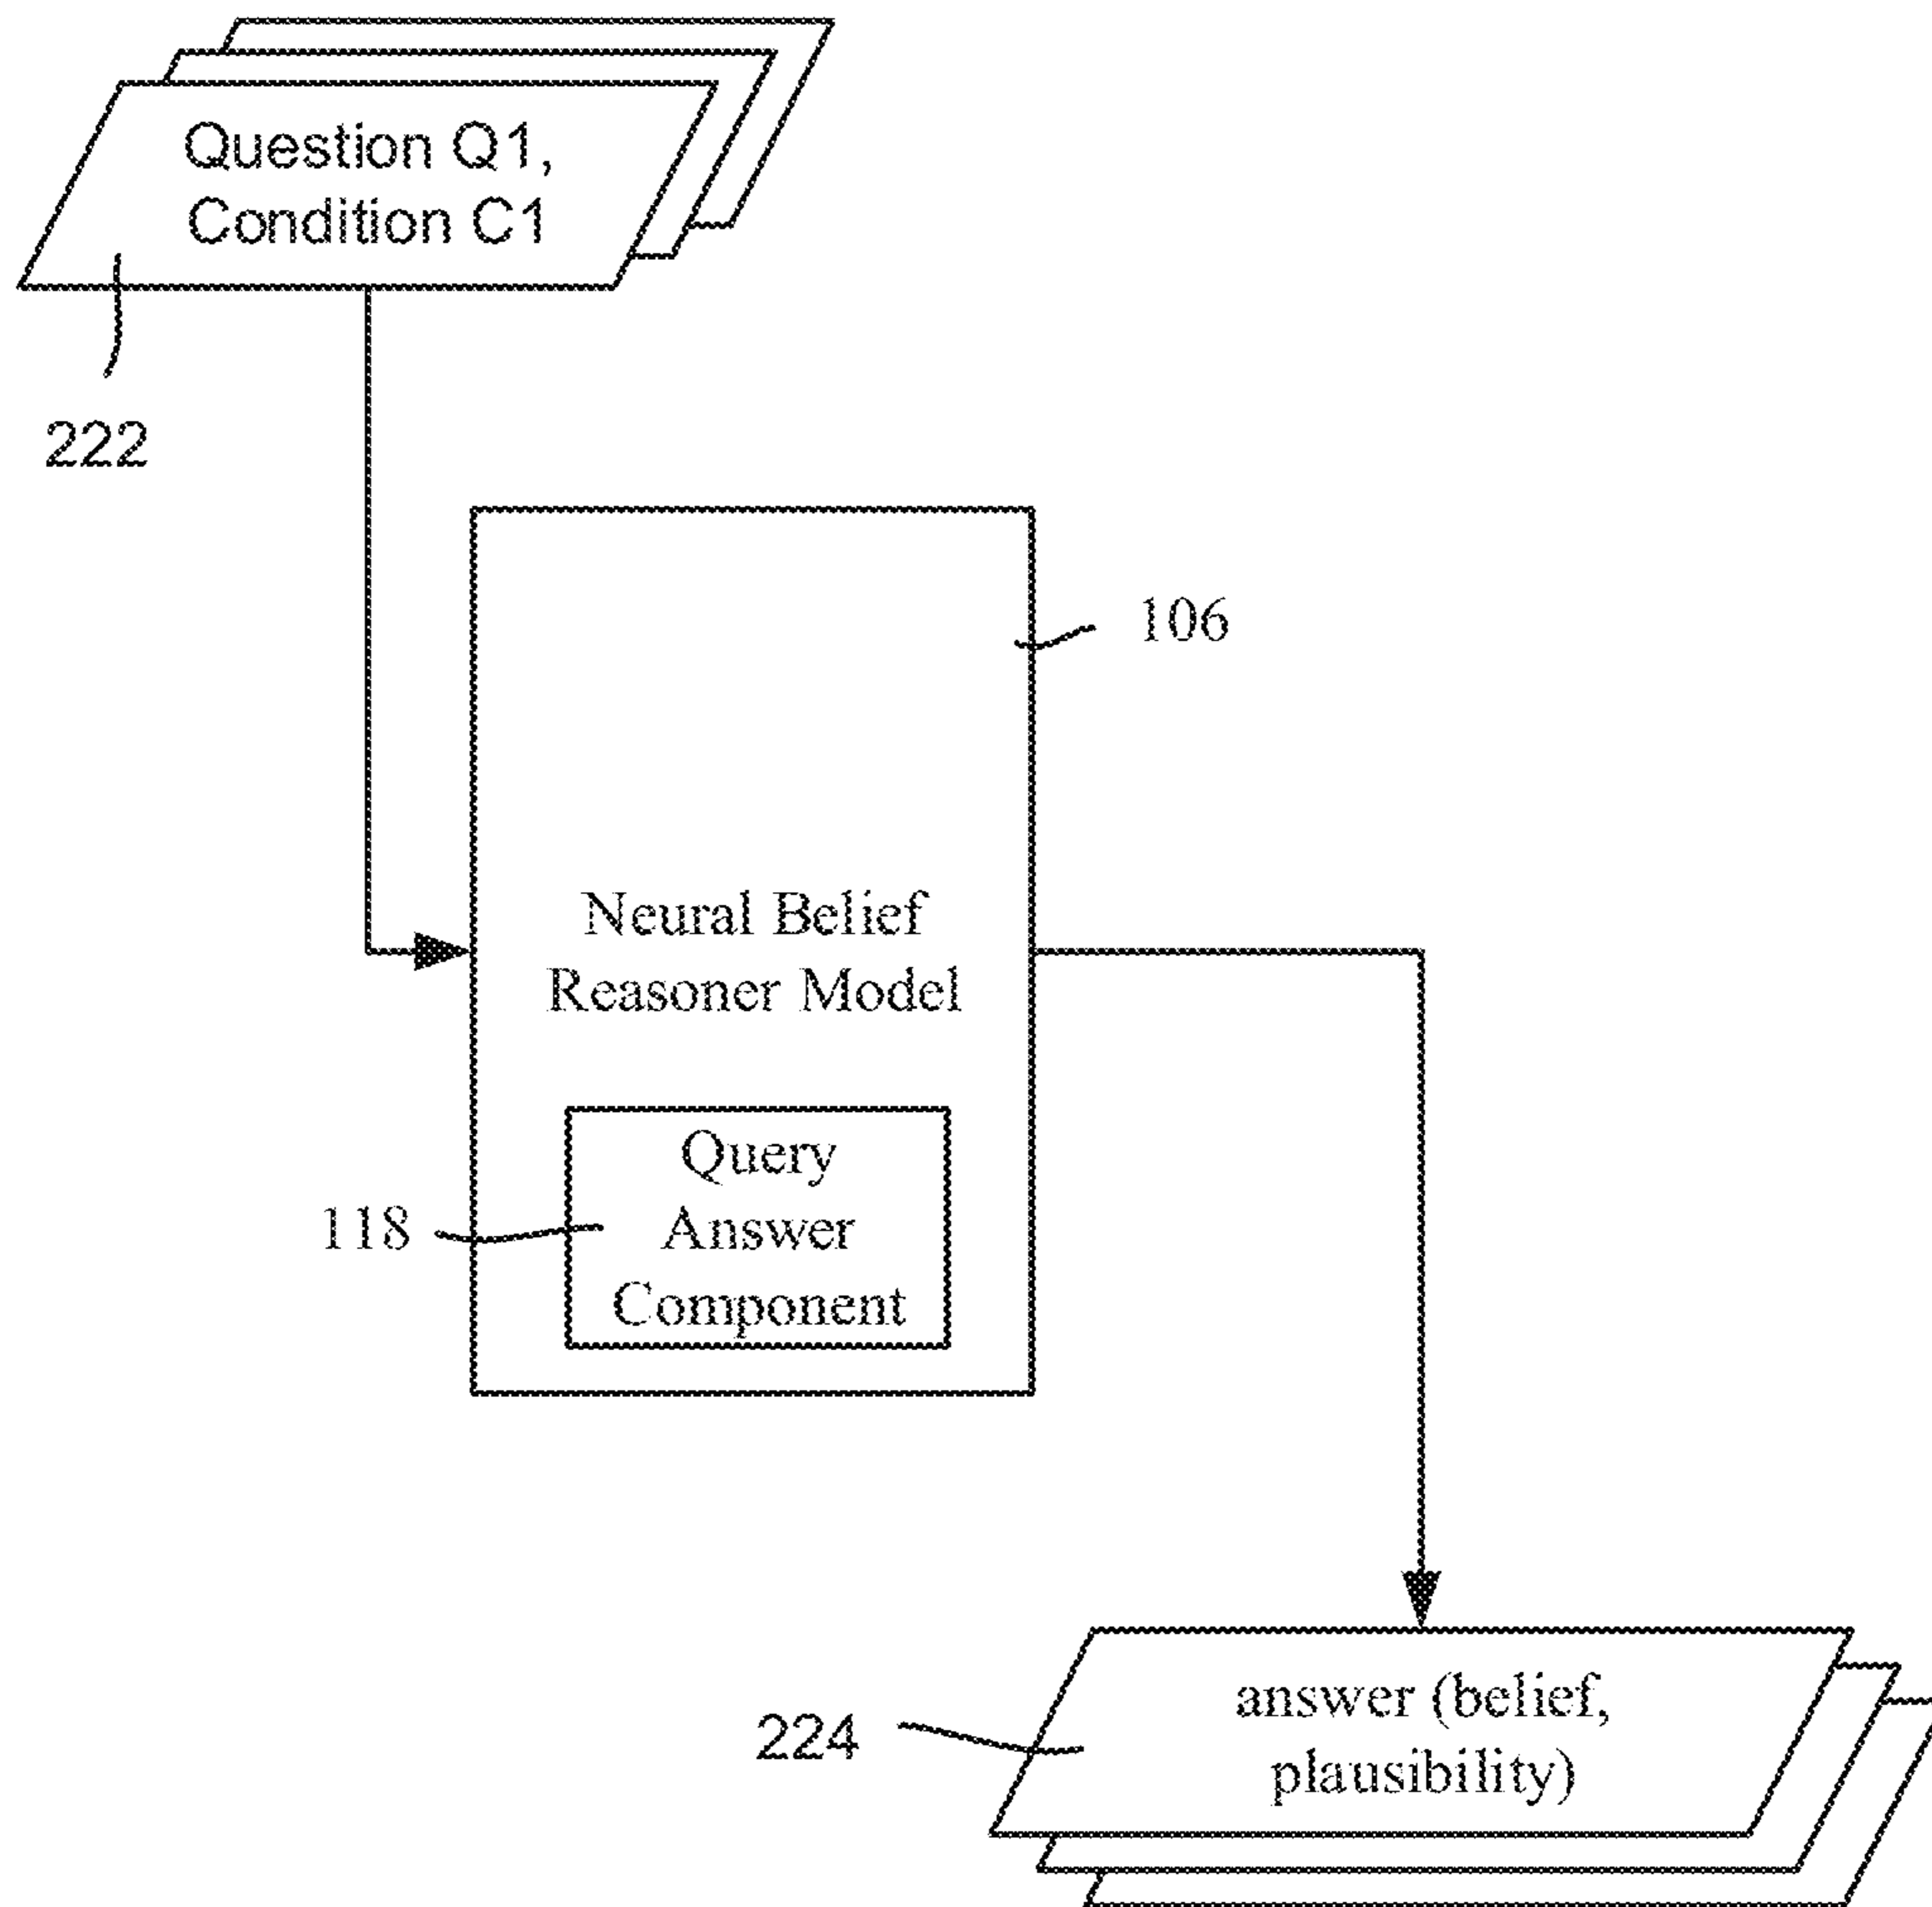 Question Q1,
Condition C1
222
106
Neural Belief
Reasoner Model
Query
118
Answer
Component
answer (belief,
224
plausibility)